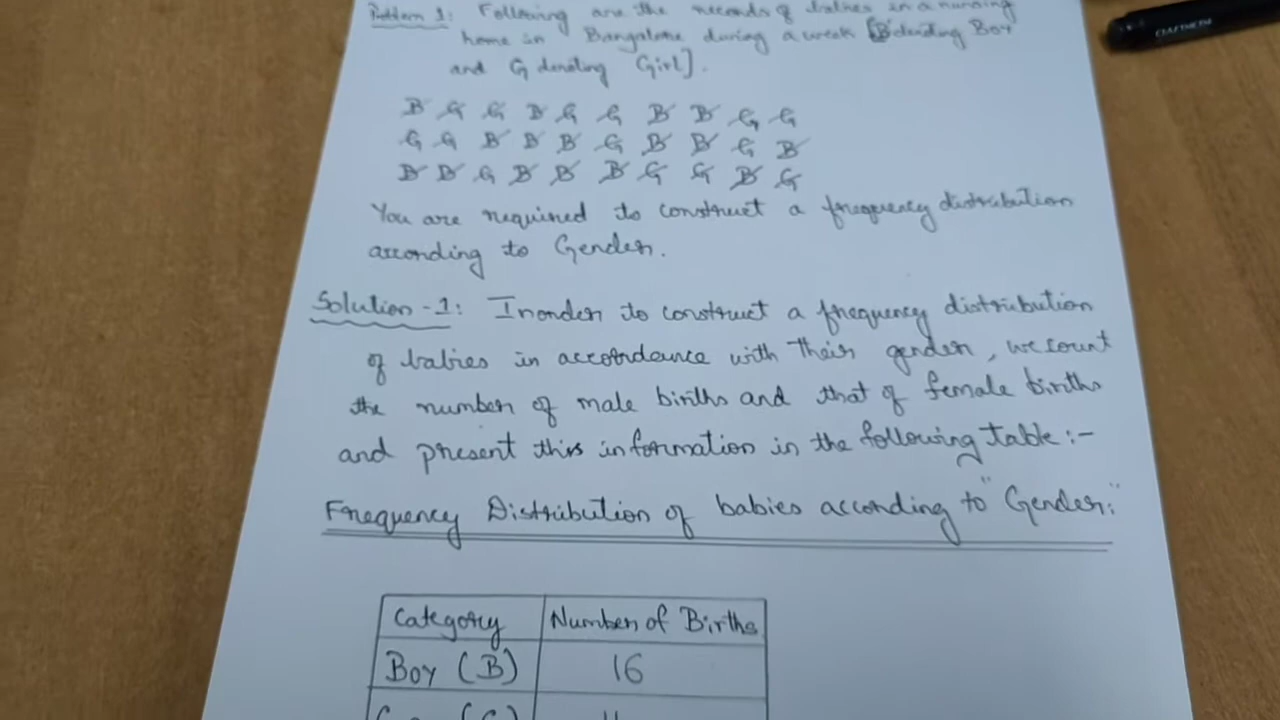 Problem 1: Following are the records of babies in a nursing
home in Bangalore during a week [B denoting Boy
and G denoting Girl].
B G G B G G B B G G
G G B B B G B B G B
B B G B B B G G B G
You are required to construct a frequency distribution
according to Gender.
Solution-1: Inorder to construct a frequency distribution
of babies in accordance with their gender, we count
the number of male births and that of female births
and present this information in the following table:-
Frequency Distribution of babies according to "Gender:"
Category Number of Births
Boy (B) 16